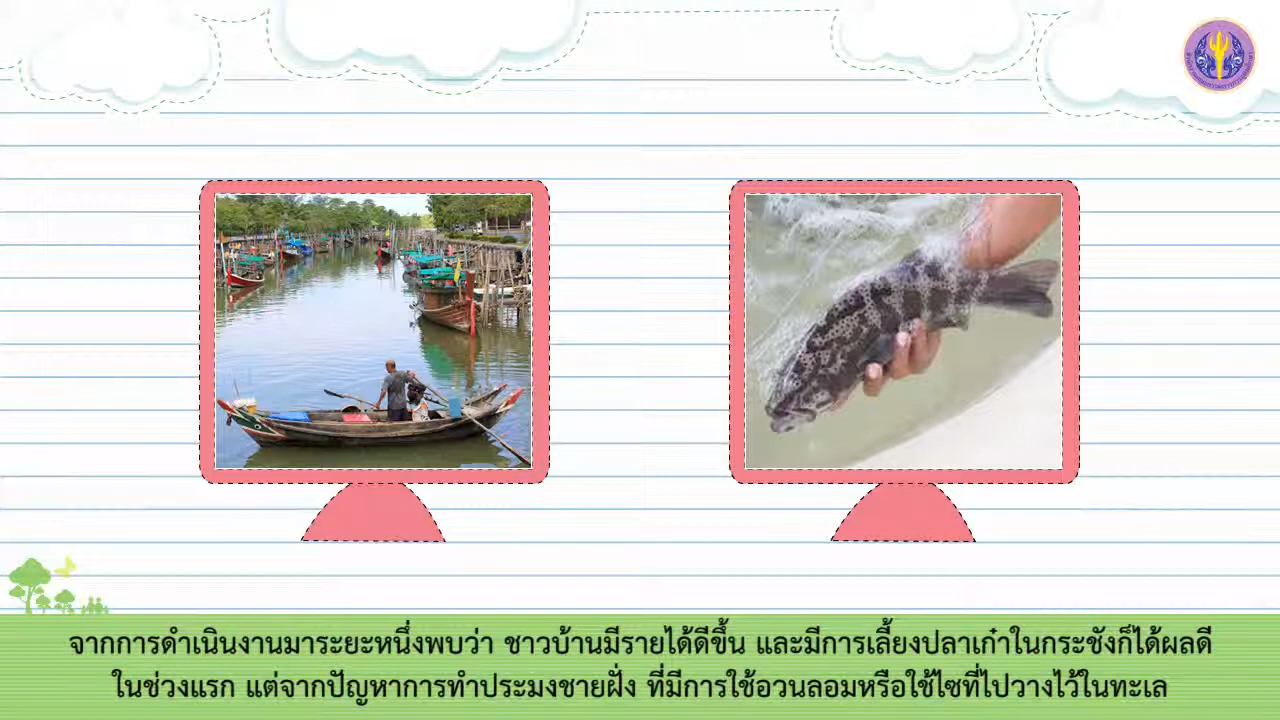 จากการดำเนินงานมาระยะหนึ่งพบว่า ชาวบ้านมีรายได้ดีขึ้น และมีการเลี้ยงปลาเก๋าในกระชังก็ได้ผลดี
ในช่วงแรก แต่จากปัญหาการทำประมงชายฝั่ง ที่มีการใช้อวนลอมหรือใช้ไซที่ไปวางไว้ในทะเล